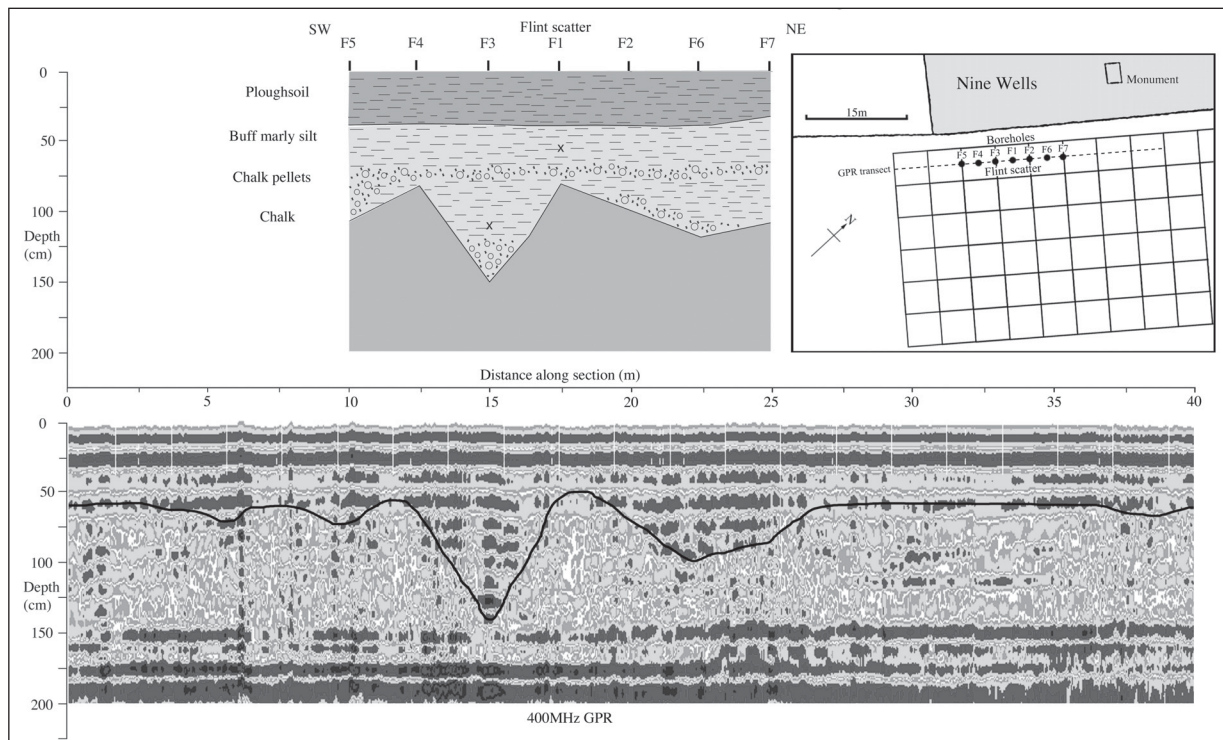 SW Flint scatter NE
F5 F4 F3 F1 F2 F6 F7
0
Ploughsoil
50
Buff marly silt
x
Chalk pellets
100
Chalk
x
Depth
(cm)
150
200
Nine Wells
Monument
15m
Boreholes
F5 F4 F3 F1 F2 F6 F7
GPR transect
Flint scatter
N
Distance along section (m)
0 5 10 15 20 25 30 35 40
0
50
100
Depth
(cm)
150
200
400MHz GPR